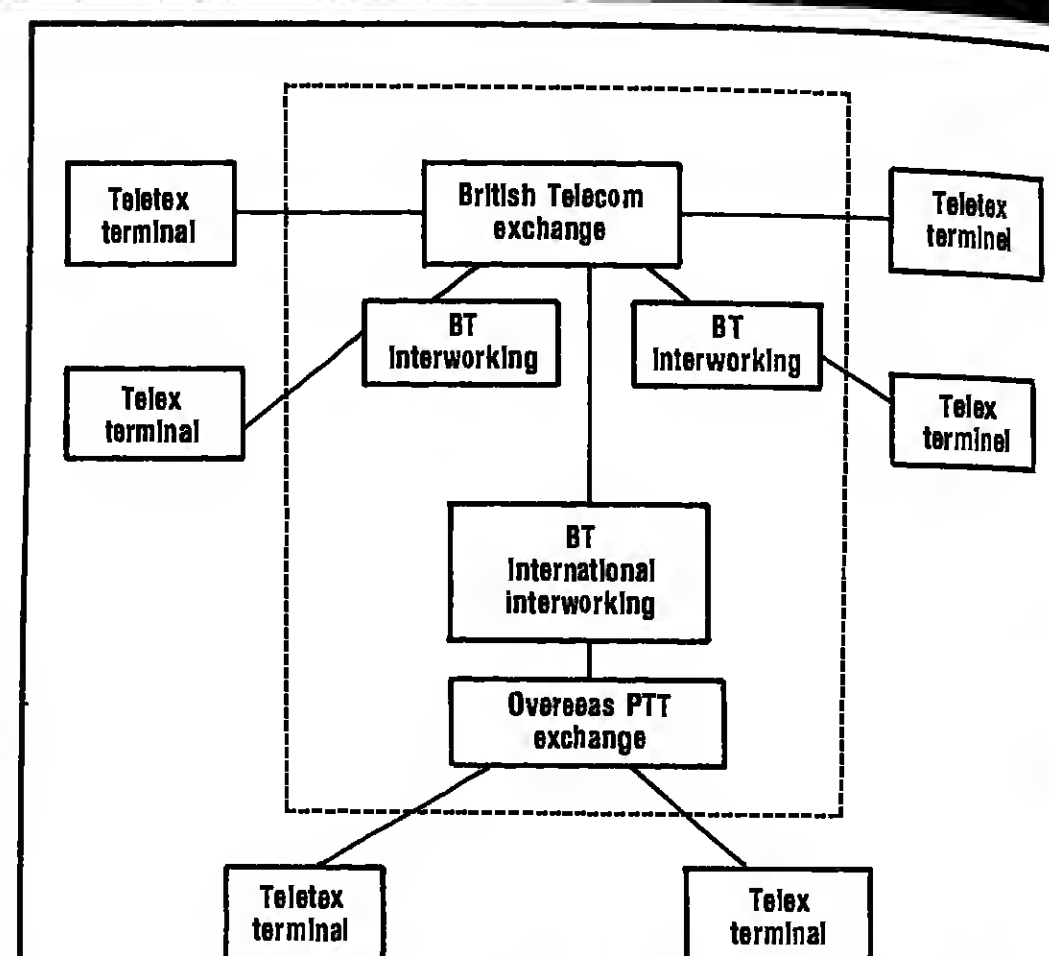 Teletex
terminal
British Telecom
exchange
Teletex
terminel
BT
interworking
BT
interworking
Telex
terminal
Telex
terminel
BT
International
interworking
Overeeas PTT
exchange
Teletex
terminal
Telex
terminal